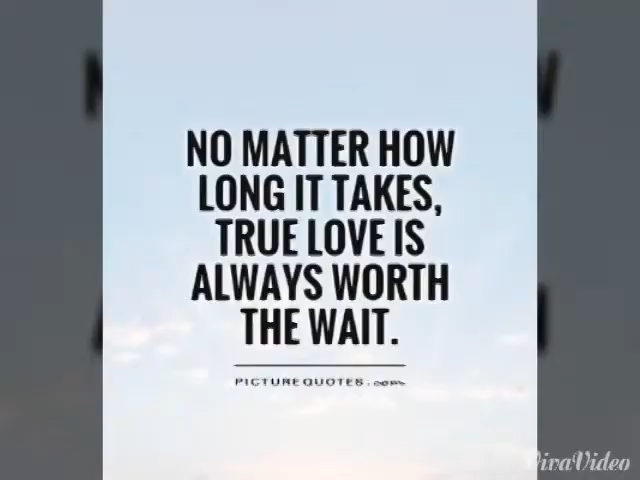 NO MATTER HOW
LONG IT TAKES,
TRUE LOVE IS
ALWAYS WORTH
THE WAIT.
PICTUREQUOTES.com
VivaVideo